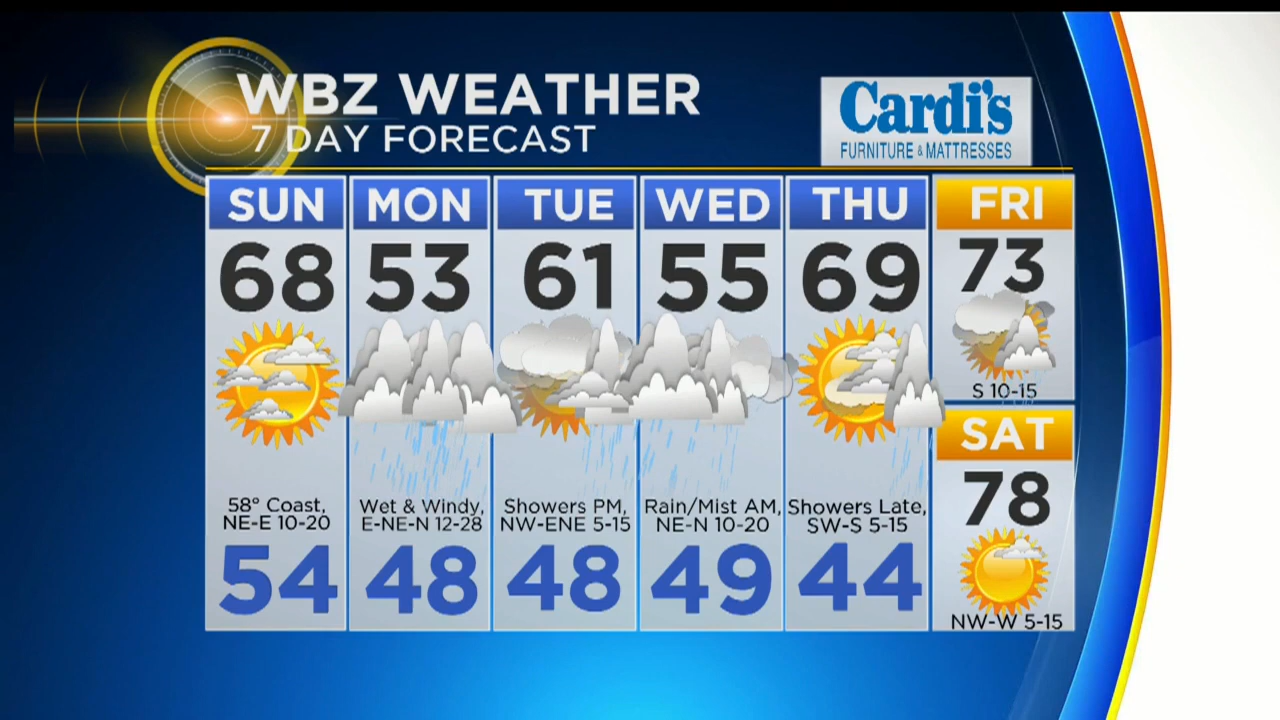 WBZ WEATHER
7 DAY FORECAST
Cardi's
FURNITURE & MATTRESSES
SUN
68
58° Coast,
NE-E 10-20
54
MON
53
Wet & Windy,
E-NE-N 12-28
48
TUE
61
Showers PM,
NW-ENE 5-15
48
WED
55
Rain/Mist AM,
NE-N 10-20
49
THU
69
Showers Late,
SW-S 5-15
44
FRI
73
S 10-15
SAT
78
NW-W 5-15